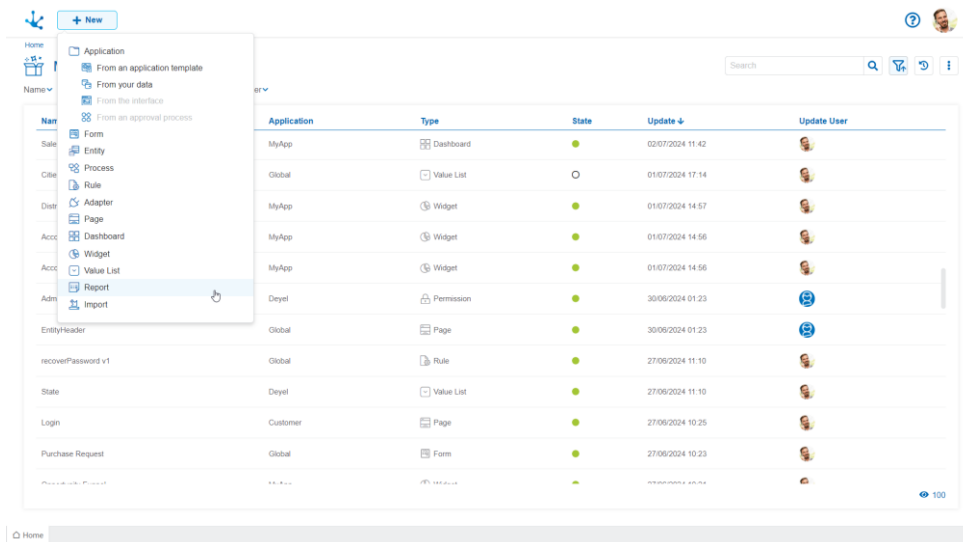 + New
Home
Application
From an application template
From your data
From the interface
From an approval process
Form
Entity
Process
Rule
Adapter
Page
Dashboard
Widget
Value List
Report
Import
Search
Name
Application Type State Update Update User
MyApp Dashboard 02/07/2024 11:42
Global Value List 01/07/2024 17:14
MyApp Widget 01/07/2024 14:57
MyApp Widget 01/07/2024 14:56
MyApp Widget 01/07/2024 14:56
Deyel Permission 30/06/2024 01:23
EntityHeader Global Page 30/06/2024 01:23
recoverPassword v1 Global Rule 27/06/2024 11:10
State Deyel Value List 27/06/2024 11:10
Login Customer Page 27/06/2024 10:25
Purchase Request Global Form 27/06/2024 10:23
100
Home